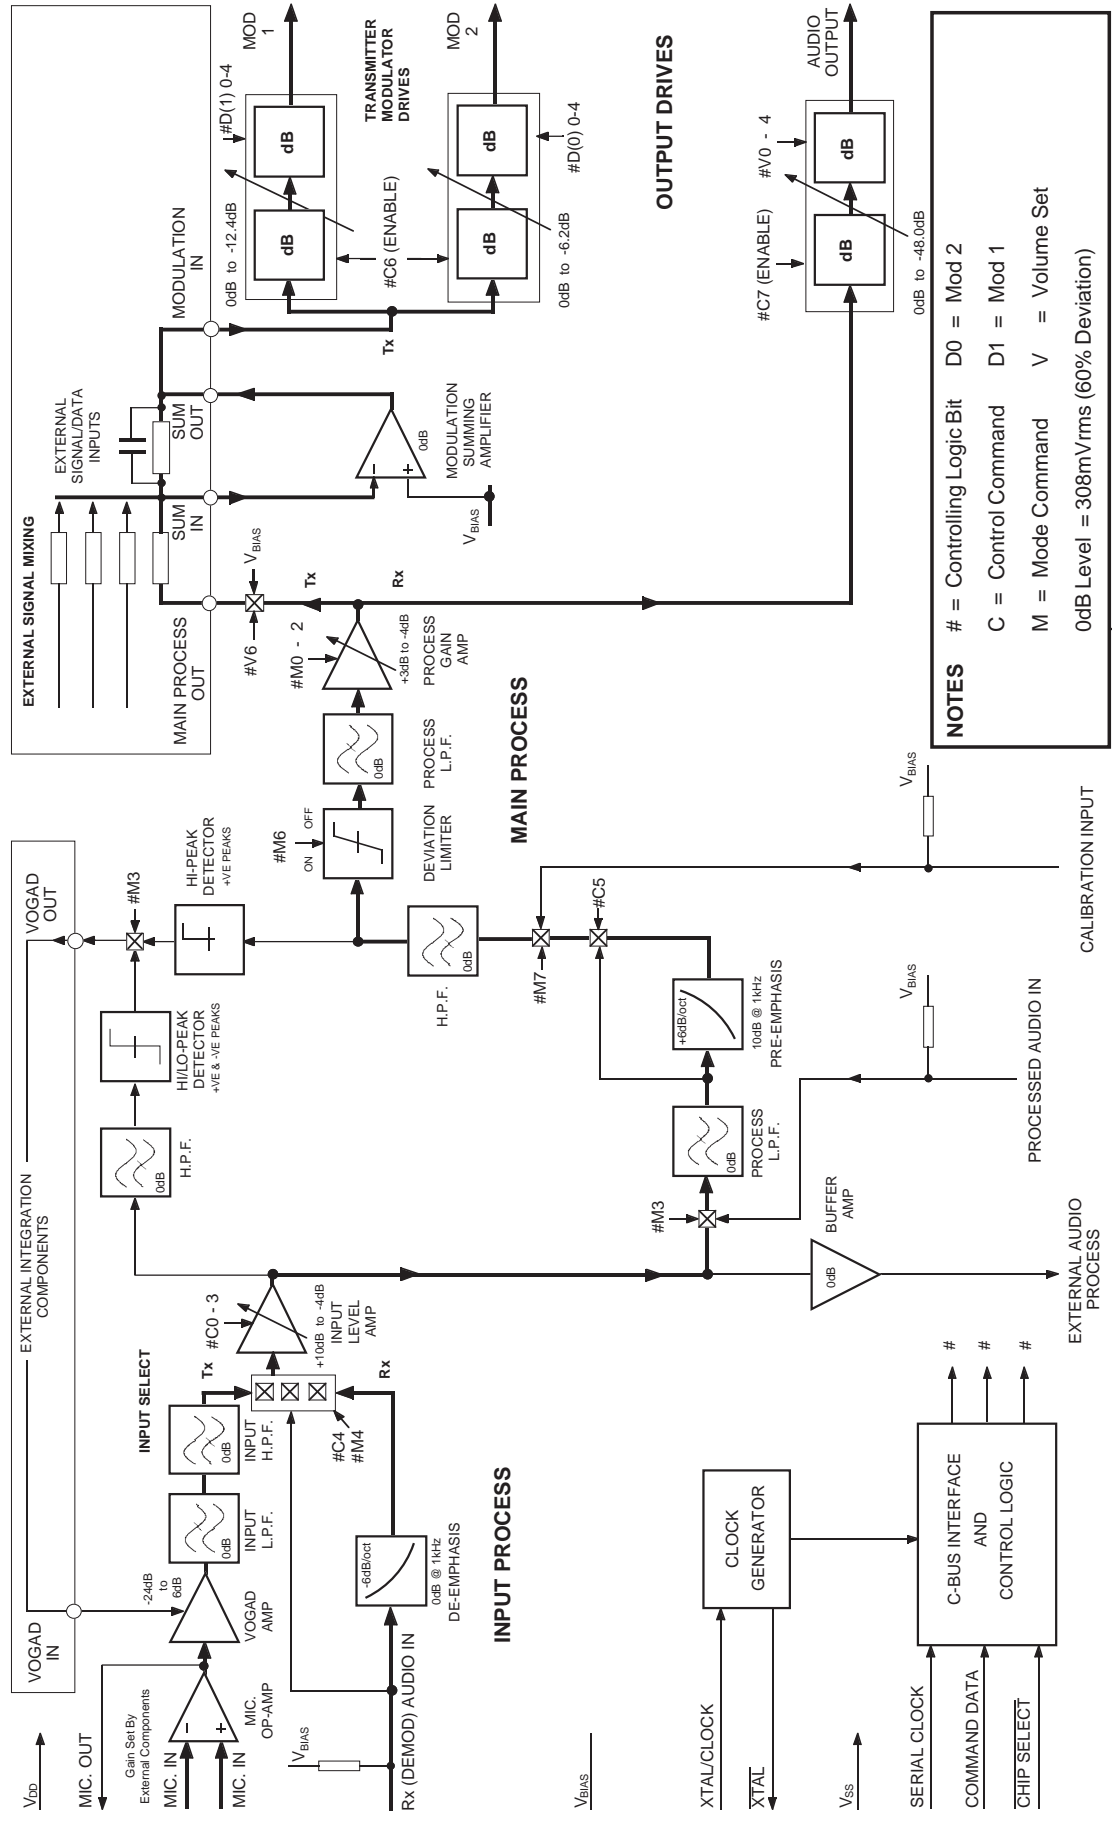 VDD
MIC. OUT
Gain Set By
External Components
MIC. IN
MIC. IN
VOGAD
IN
MIC.
OP-AMP
-24dB
to
6dB
VOGAD
AMP
EXTERNAL INTEGRATION
COMPONENTS
0dB
INPUT
L.P.F.
0dB
INPUT
H.P.F.
INPUT SELECT
Tx
#C0 - 3
+10dB to -4dB
INPUT
LEVEL
AMP
#C4
#M4
Rx
VBIAS
Rx (DEMOD) AUDIO IN
-6dB/oct
0dB @ 1kHz
DE-EMPHASIS
INPUT PROCESS
0dB
H.P.F.
HI/LO-PEAK
DETECTOR
+VE & -VE PEAKS
VOGAD
OUT
#M3
HI-PEAK
DETECTOR
+VE PEAKS
#M3
0dB
PROCESS
L.P.F.
+6dB/oct
10dB @ 1kHz
PRE-EMPHASIS
#C5
#M7
0dB
H.P.F.
#M6
ON
OFF
DEVIATION
LIMITER
0dB
PROCESS
L.P.F.
#M0 - 2
+3dB to -4dB
PROCESS
GAIN
AMP
MAIN PROCESS
Tx
Rx
#V6
VBIAS
EXTERNAL SIGNAL MIXING
MAIN PROCESS
OUT
SUM
IN
EXTERNAL
SIGNAL/DATA
INPUTS
SUM
OUT
MODULATION
IN
0dB
MODULATION
SUMMING
AMPLIFIER
VBIAS
Tx
0dB to -12.4dB
dB
dB
#D(1) 0-4
MOD
1
#C6 (ENABLE)
TRANSMITTER
MODULATOR
DRIVES
0dB to -6.2dB
dB
dB
#D(0) 0-4
MOD
2
OUTPUT DRIVES
#C7 (ENABLE)
#V0 - 4
dB
dB
0dB to -48.0dB
AUDIO
OUTPUT
BUFFER
AMP
0dB
EXTERNAL AUDIO
PROCESS
VBIAS
PROCESSED AUDIO IN
VBIAS
CALIBRATION INPUT
VBIAS
XTAL/CLOCK
XTAL
CLOCK
GENERATOR
VSS
SERIAL CLOCK
COMMAND DATA
CHIP SELECT
C-BUS INTERFACE
AND
CONTROL LOGIC
#
#
#
NOTES
# = Controlling Logic Bit D0 = Mod 2
C = Control Command D1 = Mod 1
M = Mode Command V = Volume Set
0dB Level = 308mVrms (60% Deviation)